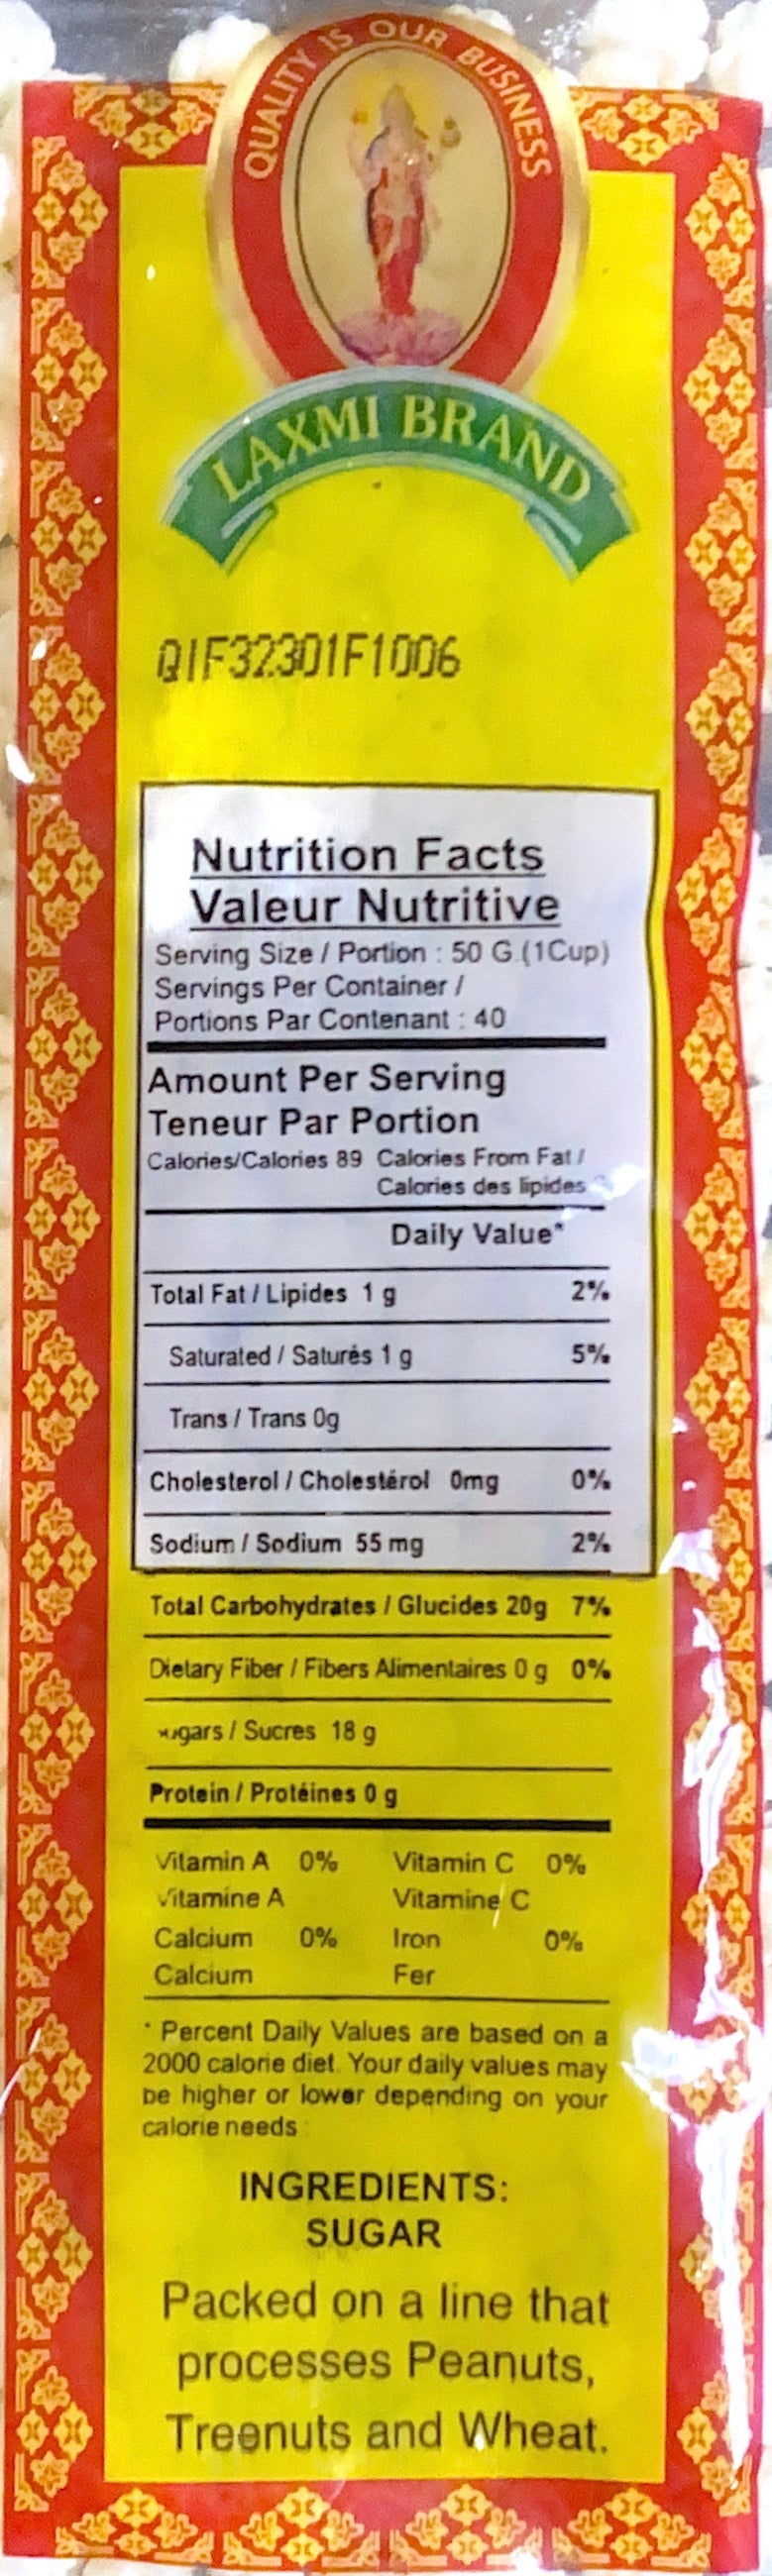 QUALITY IS OUR BUSINESS
LAXMI BRAND
QIF32301F1006
Nutrition Facts
Valeur Nutritive
Serving Size / Portion : 50 G (1Cup)
Servings Per Container /
Portions Par Contenant : 40
Amount Per Serving
Teneur Par Portion
Calories/Calories 89 Calories From Fat /
Calories des lipides
Daily Value*
Total Fat / Lipides 1 g 2%
Saturated / Saturés 1 g 5%
Trans / Trans 0g
Cholesterol / Cholestérol 0mg 0%
Sodium / Sodium 55 mg 2%
Total Carbohydrates / Glucides 20g 7%
Dietary Fiber / Fibers Alimentaires 0 g 0%
Sugars / Sucres 18 g
Protein / Protéines 0 g
Vitamin A 0% Vitamin C 0%
Vitamine A Vitamine C
Calcium 0% Iron 0%
Calcium Fer
* Percent Daily Values are based on a
2000 calorie diet. Your daily values may
be higher or lower depending on your
calorie needs :
INGREDIENTS:
SUGAR
Packed on a line that
processes Peanuts,
Treenuts and Wheat.